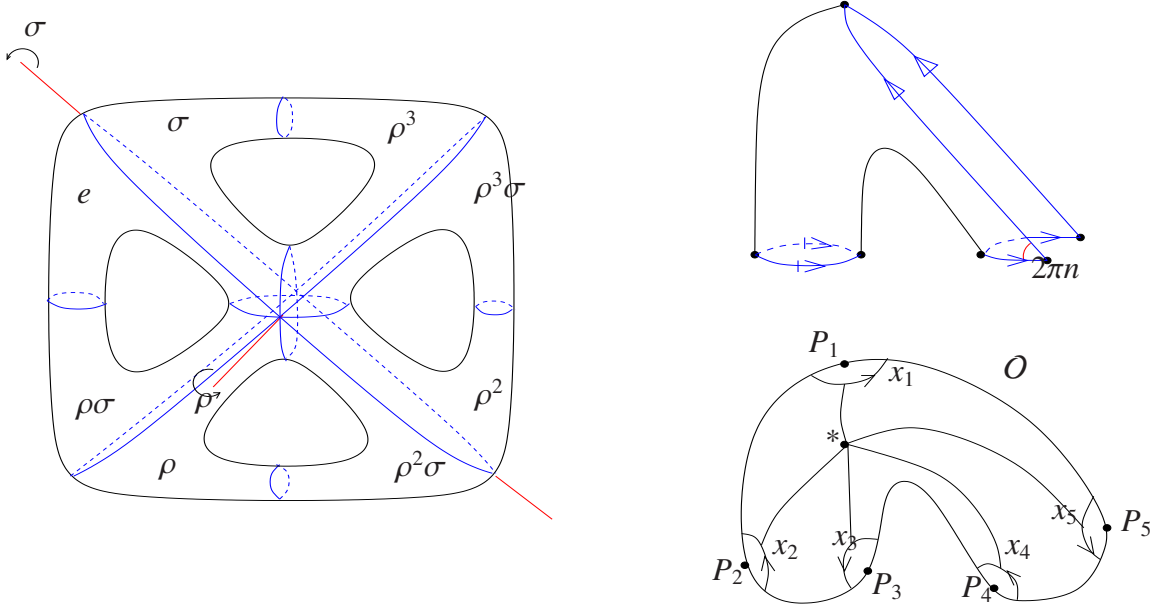 σ
σ
ρ³
e
ρ³σ
ρ
ρσ
ρ²
ρ
ρ²σ
2πn
P₁
x₁
O
*
x₂
x₃
x₄
x₅
P₂
P₃
P₄
P₅